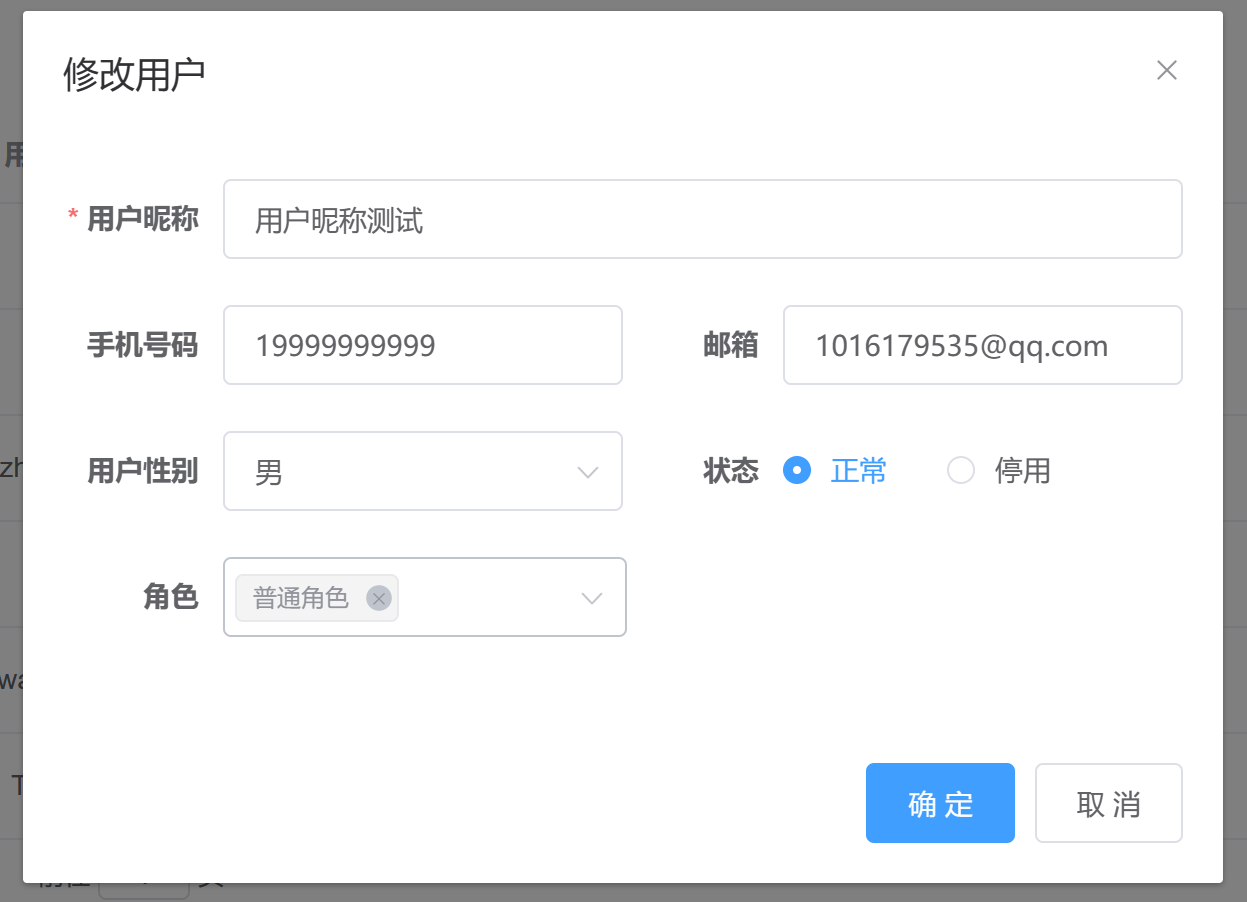 修改用户
* 用户昵称 用户昵称测试
手机号码 19999999999 邮箱 1016179535@qq.com
用户性别 男 状态 正常 停用
角色 普通角色
确 定 取 消